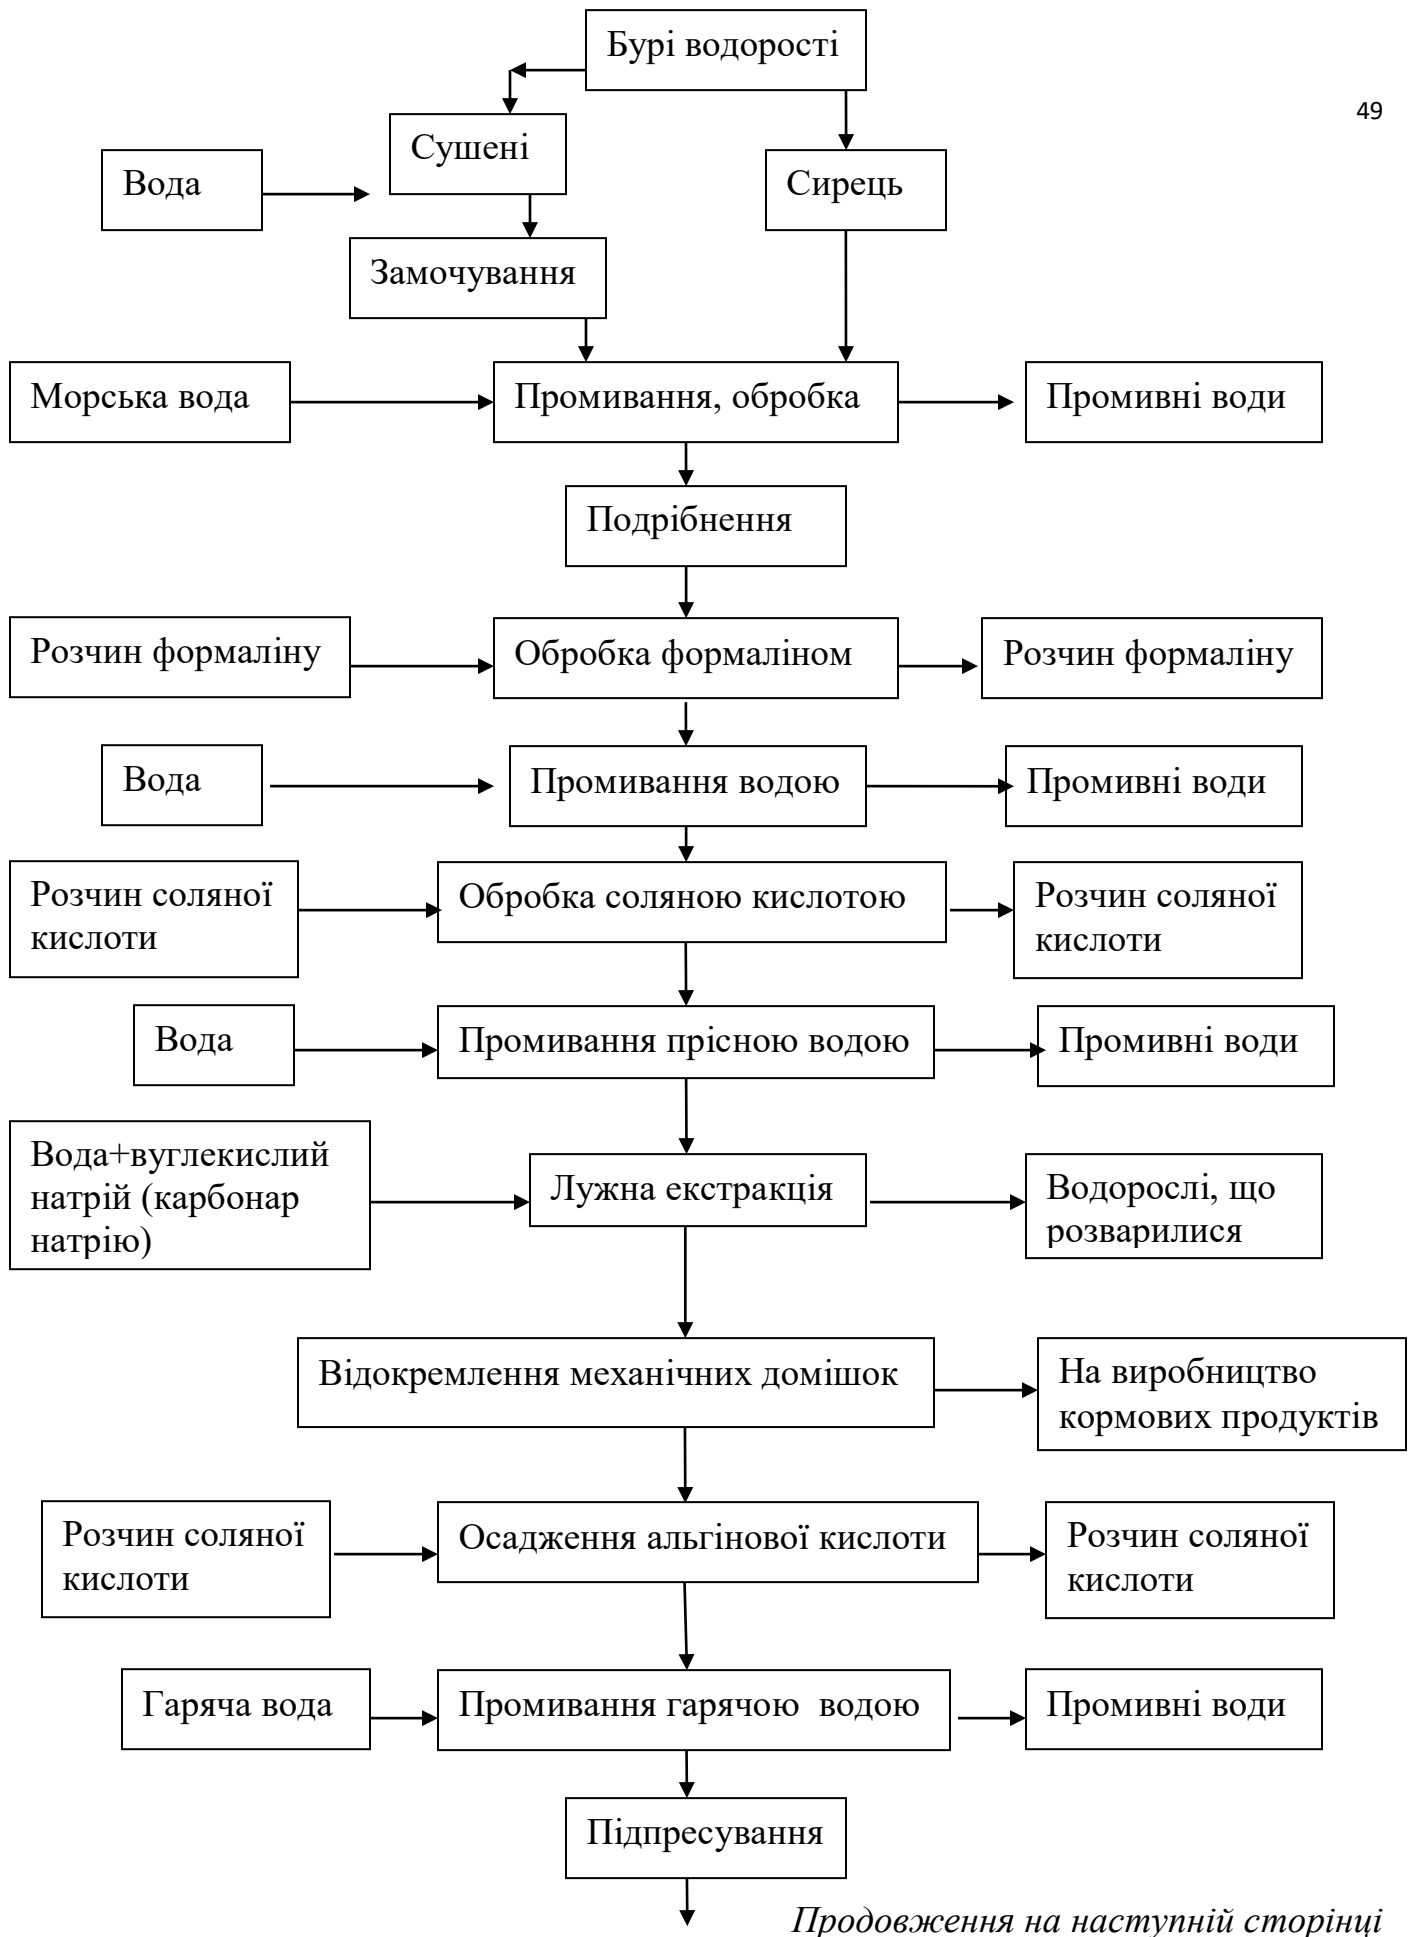 Бурі водорості
49
Сушені
Вода
Сирець
Замочування
Морська вода
Промивання, обробка
Промивні води
Подрібнення
Розчин формаліну
Обробка формаліном
Розчин формаліну
Вода
Промивання водою
Промивні води
Розчин соляної
кислоти
Обробка соляною кислотою
Розчин соляної
кислоти
Вода
Промивання прісною водою
Промивні води
Вода+вуглекислий
натрій (карбонар
натрію)
Лужна екстракція
Водорослі, що
розварилися
Відокремлення механічних домішок
На виробництво
кормових продуктів
Розчин соляної
кислоти
Осадження альгінової кислоти
Розчин соляної
кислоти
Гаряча вода
Промивання гарячою  водою
Промивні води
Підпресування
Продовження на наступній сторінці